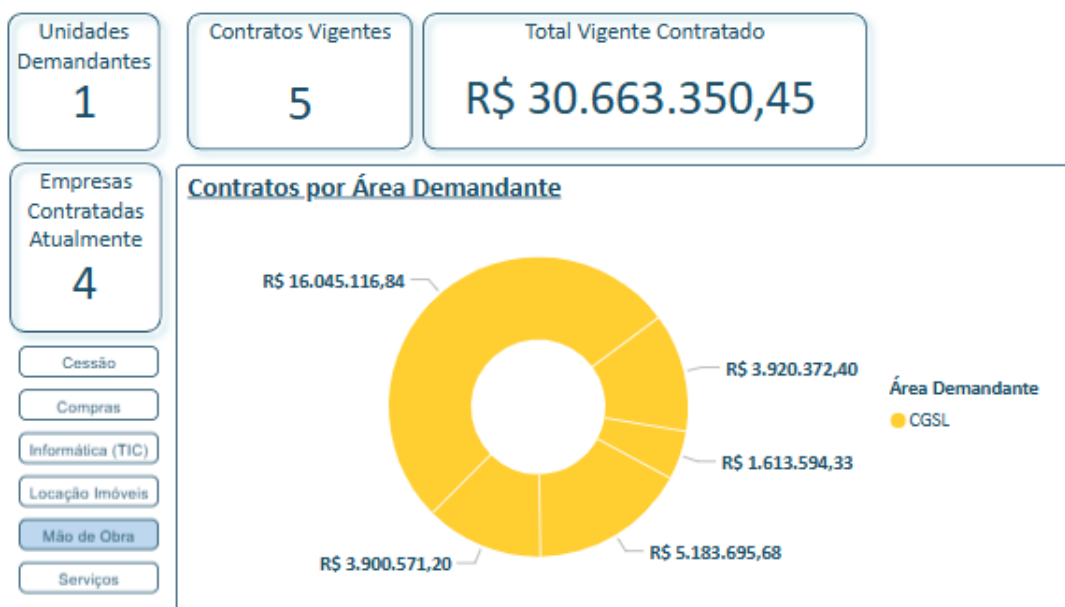 Unidades
Demandantes
1
Contratos Vigentes
5
Total Vigente Contratado
R$ 30.663.350,45
Empresas
Contratadas
Atualmente
4
Cessão
Compras
Informática (TIC)
Locação Imóveis
Mão de Obra
Serviços
Contratos por Área Demandante
R$ 16.045.116,84
R$ 3.920.372,40
R$ 1.613.594,33
R$ 5.183.695,68
R$ 3.900.571,20
Área Demandante
CGSL